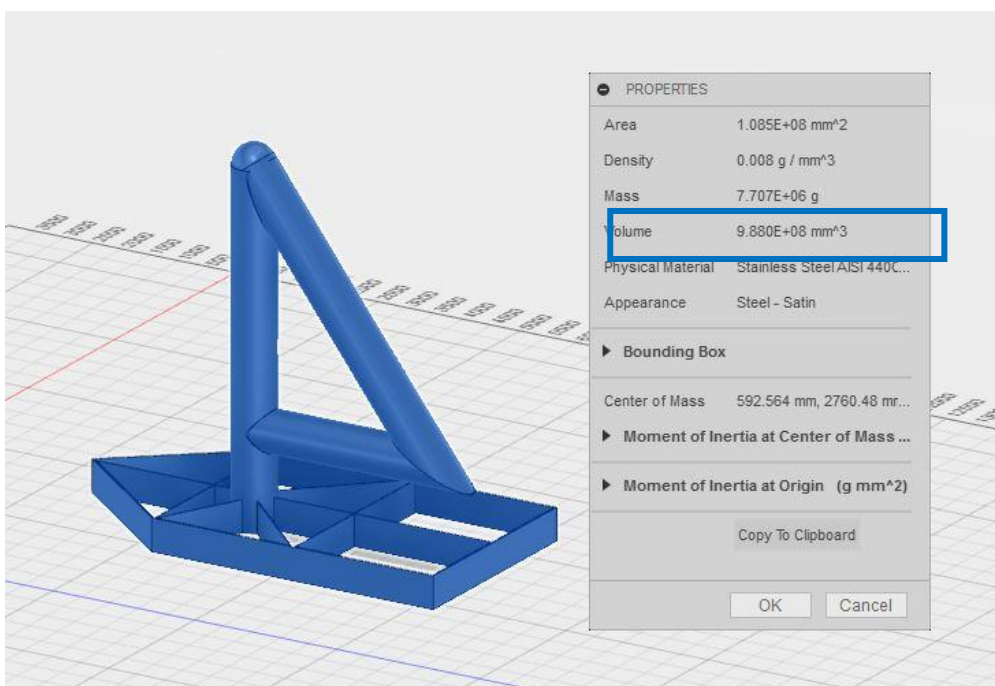 PROPERTIES
Area 1.085E+08 mm^2
Density 0.008 g / mm^3
Mass 7.707E+06 g
Volume 9.880E+08 mm^3
Physical Material Stainless Steel AISI 440C...
Appearance Steel - Satin
Bounding Box
Center of Mass 592.564 mm, 2760.48 mr...
Moment of Inertia at Center of Mass ...
Moment of Inertia at Origin (g mm^2)
Copy To Clipboard
OK Cancel